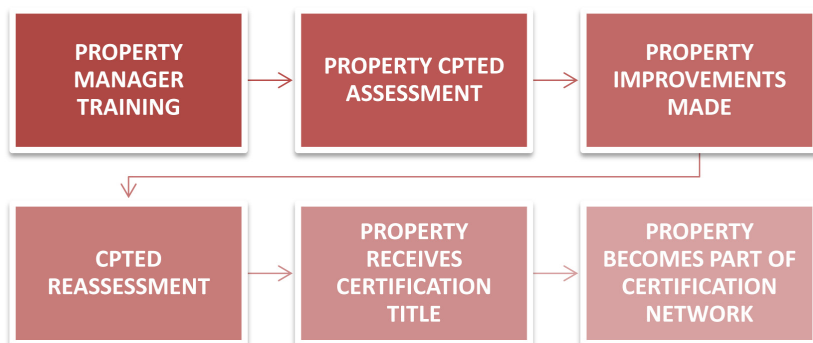 PROPERTY
MANAGER
TRAINING
PROPERTY CPTED
ASSESSMENT
PROPERTY
IMPROVEMENTS
MADE
CPTED
REASSESSMENT
PROPERTY
RECEIVES
CERTIFICATION
TITLE
PROPERTY
BECOMES PART OF
CERTIFICATION
NETWORK